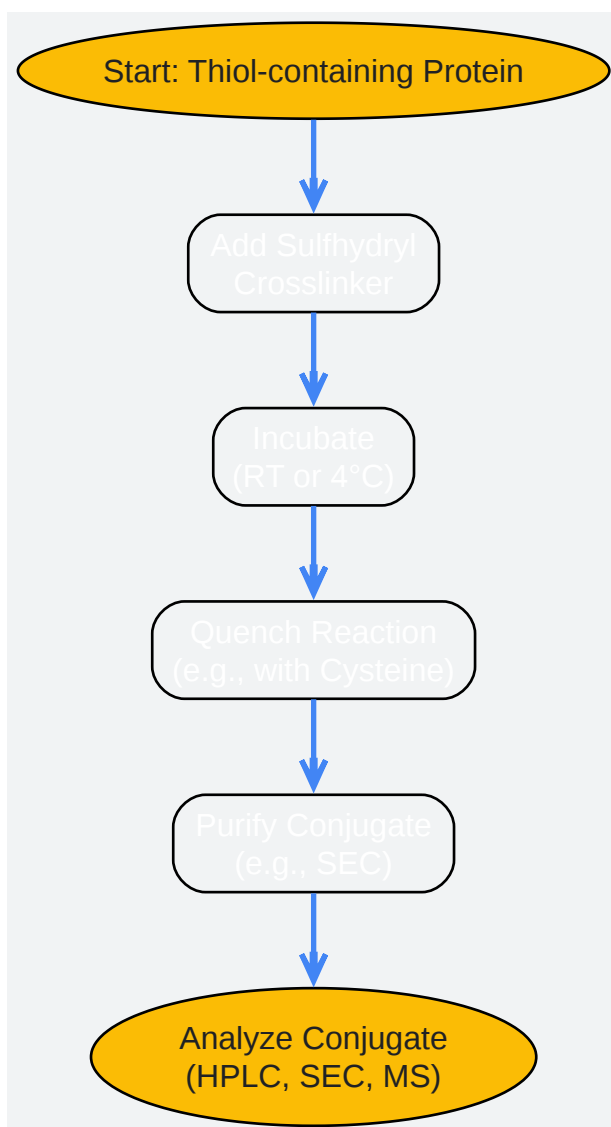 Start: Thiol-containing Protein
Add Sulfhydryl
Crosslinker
Incubate
(RT or 4°C)
Quench Reaction
(e.g., with Cysteine)
Purify Conjugate
(e.g., SEC)
Analyze Conjugate
(HPLC, SEC, MS)